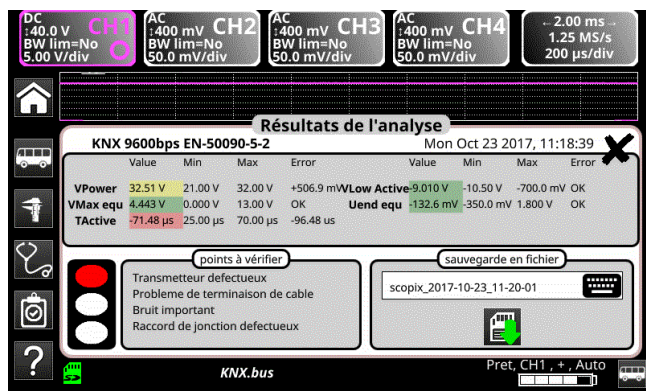 DC
↕40.0 V CH1
BW lim=No
5.00 V/div
AC
↕400 mV CH2
BW lim=No
50.0 mV/div
AC
↕400 mV CH3
BW lim=No
50.0 mV/div
AC
↕400 mV CH4
BW lim=No
50.0 mV/div
←2.00 ms→
1.25 MS/s
200 µs/div
Résultats de l'analyse
KNX 9600bps EN-50090-5-2 Mon Oct 23 2017, 11:18:39
Value Min Max Error Value Min Max Error
VPower 32.51 V 21.00 V 32.00 V +506.9 mV VLow Active -9.010 V -10.50 V -700.0 mV OK
VMax equ 4.443 V 0.000 V 13.00 V OK Uend equ -132.6 mV -350.0 mV 1.800 V OK
TActive -71.48 µs 25.00 µs 70.00 µs -96.48 us
points à vérifier
Transmetteur defectueux
Probleme de terminaison de cable
Bruit important
Raccord de jonction defectueux
sauvegarde en fichier
scopix_2017-10-23_11-20-01
?
KNX.bus
Pret, CH1 , + , Auto